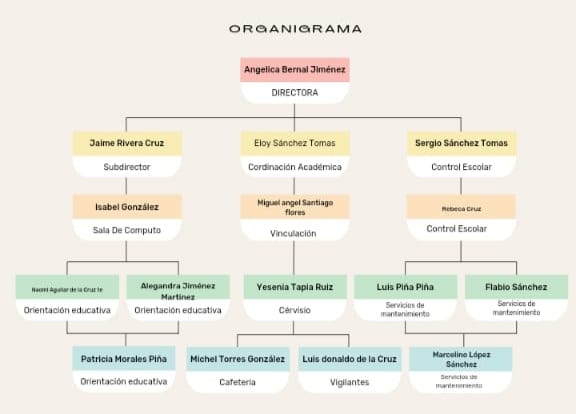 ORGANIGRAMA
Angelica Bernal Jiménez
DIRECTORA
Jaime Rivera Cruz
Subdirector
Eloy Sánchez Tomas
Cordinación Académica
Sergio Sánchez Tomas
Control Escolar
Isabel González
Sala De Computo
Miguel angel Santiago
flores
Vinculación
Rebeca Cruz
Control Escolar
Naomi Aguilar de la Cruz te
Orientación educativa
Alegandra Jiménez
Martinez
Orientación educativa
Yesenia Tapia Ruiz
Cérvisio
Luis Piña Piña
Servicios de
mantenimiento
Flabio Sánchez
Servicios de
mantenimiento
Patricia Morales Piña
Orientación educativa
Michel Torres González
Cafeteria
Luis donaldo de la Cruz
Vigilantes
Marcelino López
Sánchez
Servicios de
mantenimiento